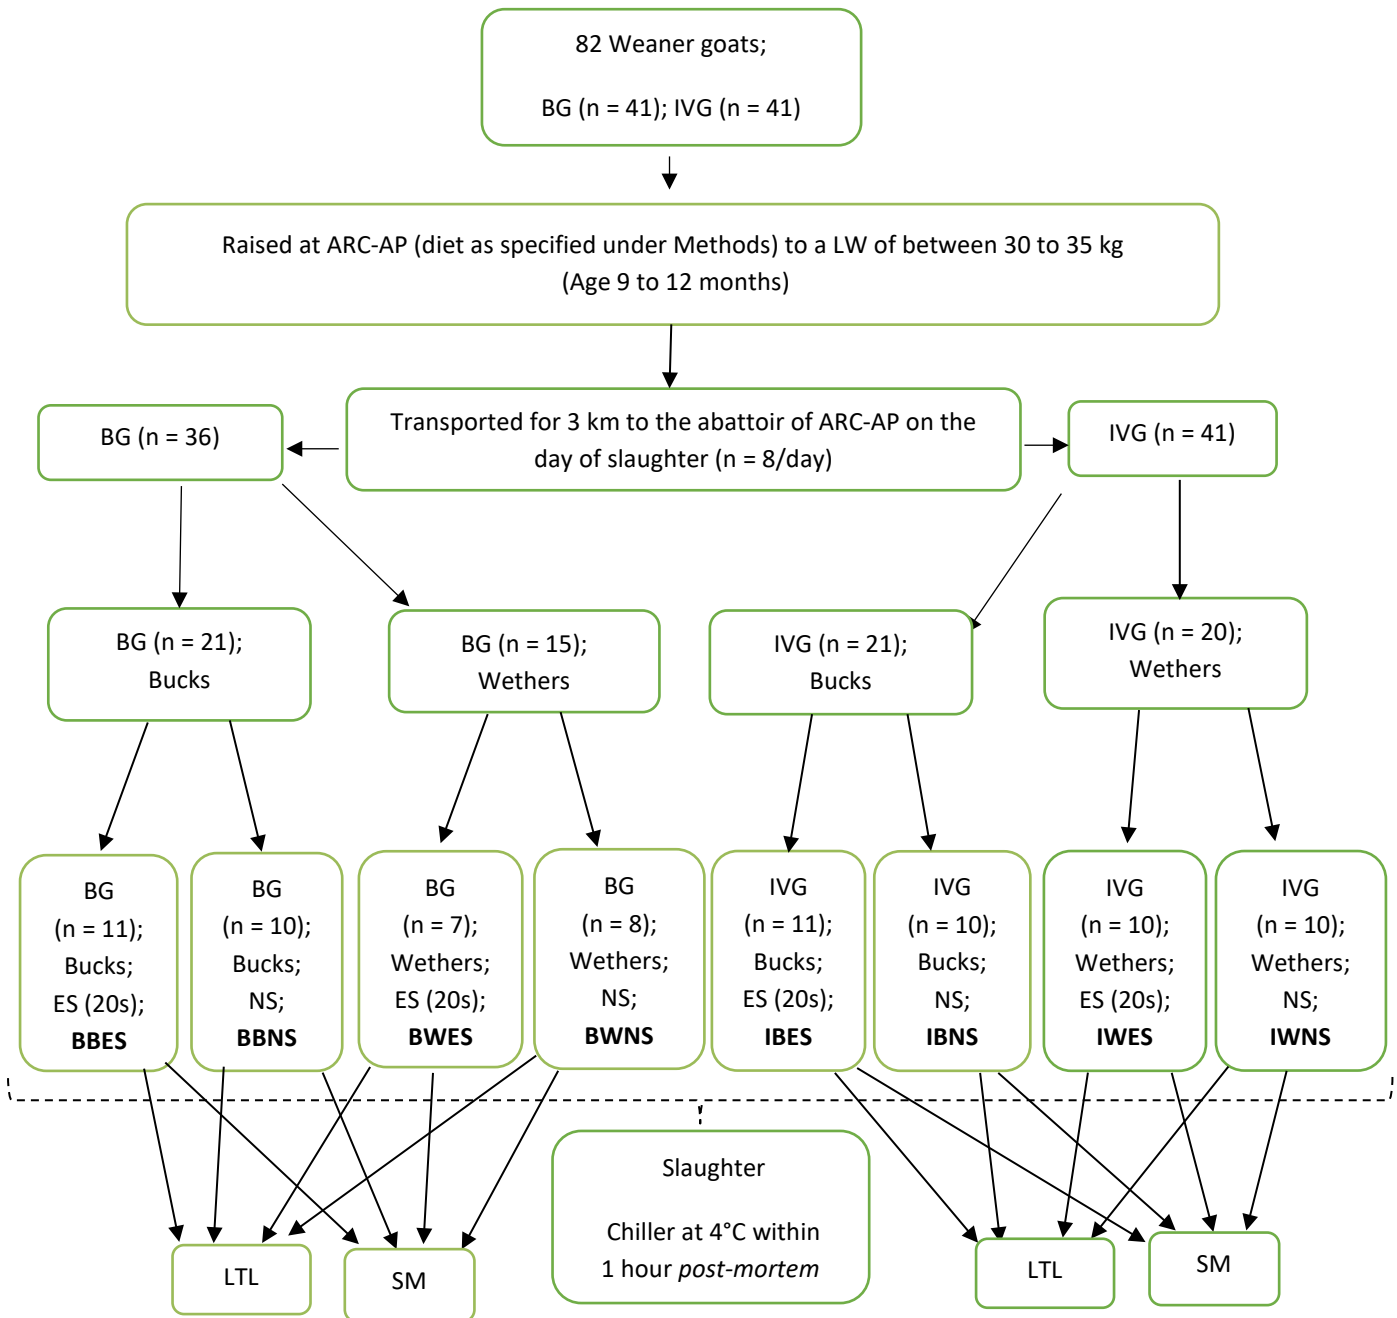 82 Weaner goats;
BG (n = 41); IVG (n = 41)
Raised at ARC-AP (diet as specified under Methods) to a LW of between 30 to 35 kg
(Age 9 to 12 months)
BG (n = 36)
Transported for 3 km to the abattoir of ARC-AP on the
day of slaughter (n = 8/day)
IVG (n = 41)
BG (n = 21);
Bucks
BG (n = 15);
Wethers
IVG (n = 21);
Bucks
IVG (n = 20);
Wethers
BG
(n = 11);
Bucks;
ES (20s);
BBES
BG
(n = 10);
Bucks;
NS;
BBNS
BG
(n = 7);
Wethers;
ES (20s);
BWES
BG
(n = 8);
Wethers;
NS;
BWNS
IVG
(n = 11);
Bucks;
ES (20s);
IBES
IVG
(n = 10);
Bucks;
NS;
IBNS
IVG
(n = 10);
Wethers;
ES (20s);
IWES
IVG
(n = 10);
Wethers;
NS;
IWNS
LTL
SM
Slaughter
Chiller at 4°C within
1 hour post-mortem
LTL
SM